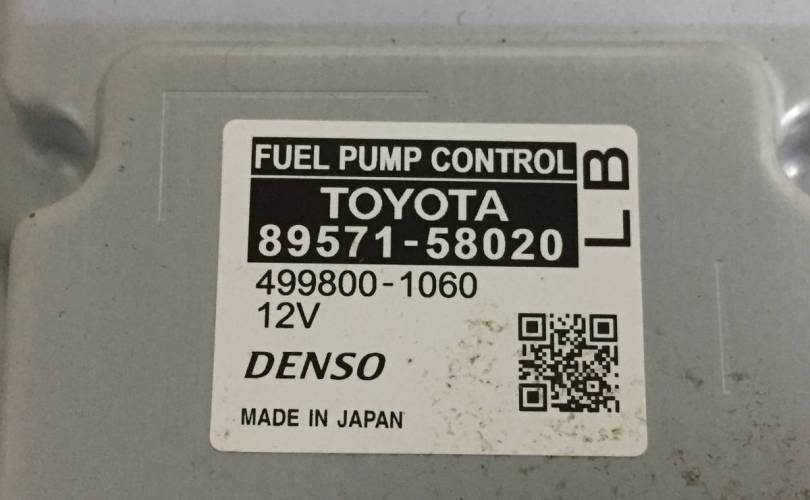 FUEL PUMP CONTROL
TOYOTA
89571-58020
LB
499800-1060
12V
DENSO
MADE IN JAPAN